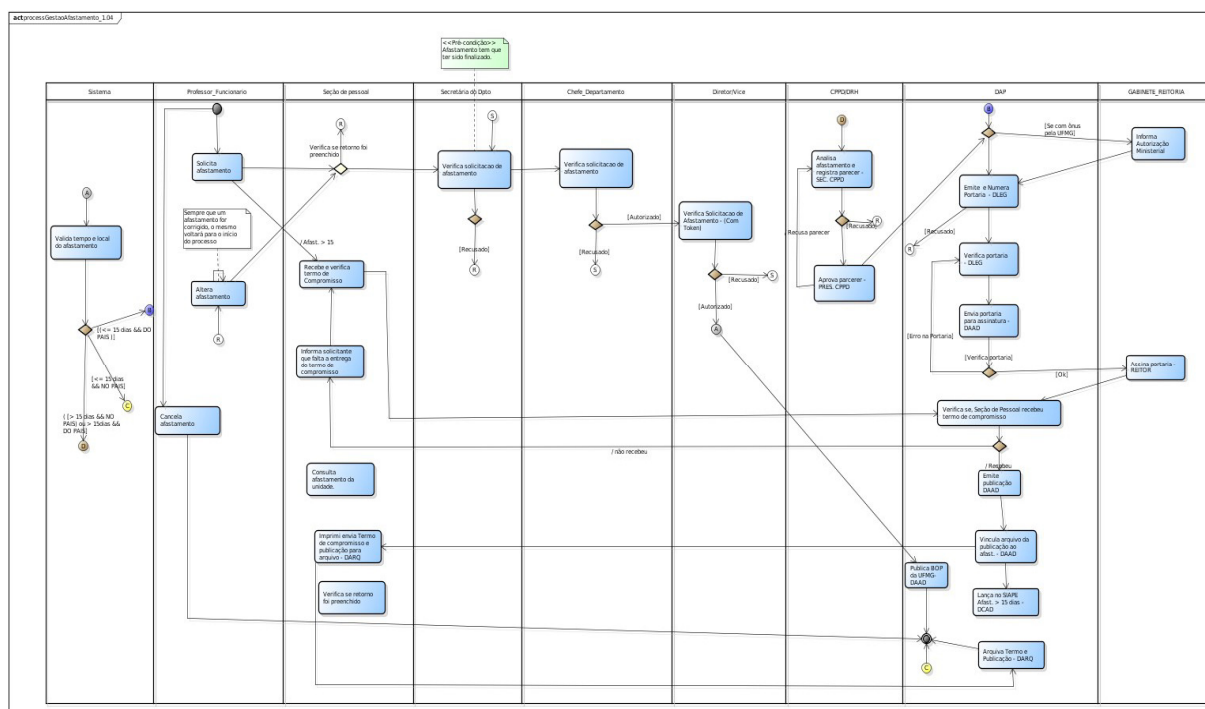 act processGestaoAfastamento_1.04
<<Pré-condição>>
Afastamento tem que
ter sido finalizado.
Sistema
Professor_Funcionario
Seção de pessoal
Secretária do Dpto
Chefe_Departamento
Diretor/Vice
CPPD/DRH
DAP
GABINETE_REITORIA
A
Valida tempo e local
do afastamento
B
[(<= 15 dias && DO
PAIS )]
[<= 15 dias
&& NO PAIS]
C
( [> 15 dias && NO
PAIS) ou > 15dias &&
DO PAIS]
D
Solicita
afastamento
Sempre que um
afastamento for
corrigido, o mesmo
voltará para o início
do processo
Altera
afastamento
R
Cancela
afastamento
R
Verifica se retorno foi
preenchido
/ Afast. > 15
Recebe e verifica
termo de
Compromisso
Informa solicitante
que falta a entrega
do termo de
compromisso
Consulta
afastamento da
unidade.
Imprimi envia Termo
de compromisso e
publicação para
arquivo - DARQ
Verifica se retorno
foi preenchido
S
Verifica solicitacao de
afastamento
[Recusado]
R
Verifica solicitacao de
afastamento
[Autorizado]
[Recusado]
S
Verifica Solicitacao de
Afastamento - (Com
Token)
[Recusado]
S
[Autorizado]
A
D
Analisa
afastamento e
registra parecer -
SEC. CPPD
[Recusado]
R
/ Recusa parecer
Aprova parcerer -
PRES. CPPD
B
[Se com ônus
pela UFMG]
Informa
Autorização
Ministerial
Emite e Numera
Portaria - DLEG
[Recusado]
R
Verifica portaria
- DLEG
Envia portaria
para assinatura -
DAAD
[Erro na Portaria]
[Verifica portaria]
[Ok]
Assina portaria -
REITOR
Verifica se, Seção de Pessoal recebeu
termo de compromisso
/ não recebeu
/ Recebeu
Emite
publicação
DAAD
Vincula arquivo da
publicação ao
afast. - DAAD
Publica BOP
da UFMG-
DAAD
Lança no SIAPE
Afast. > 15 dias -
DCAD
Arquiva Termo e
Publicação - DARQ
C